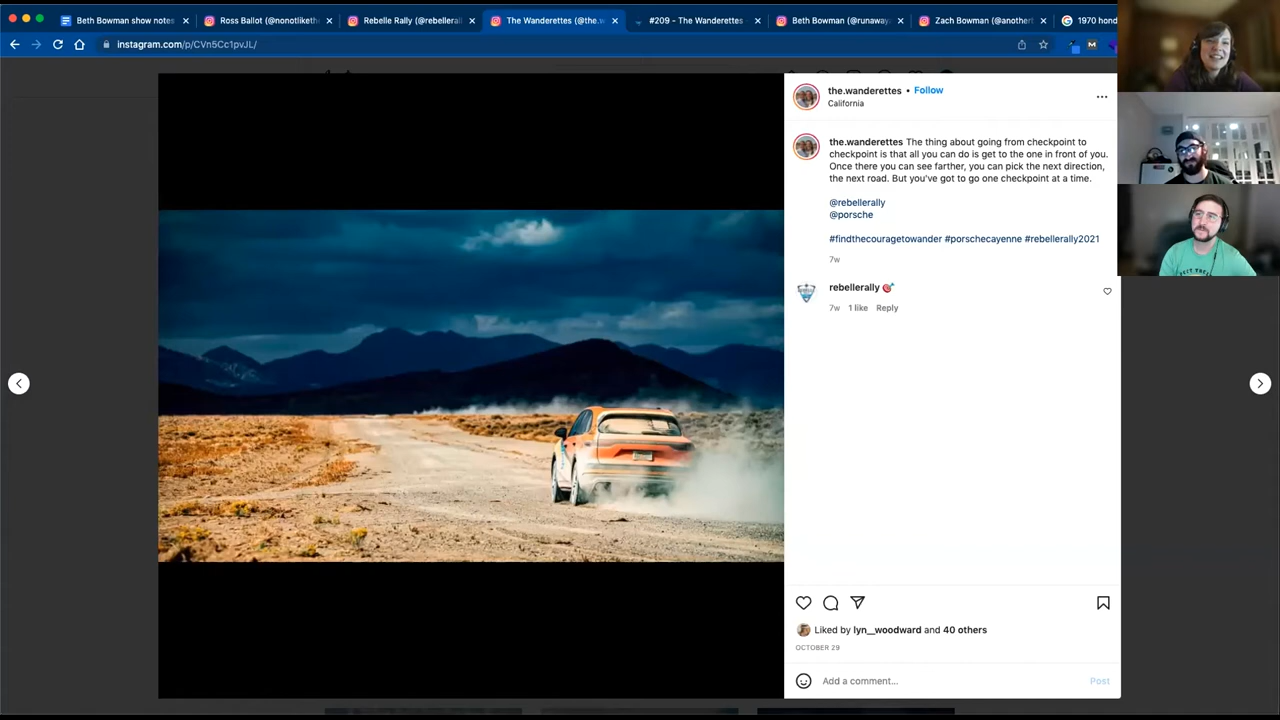 Beth Bowman show notes
Ross Ballot (@nonotlikethe
Rebelle Rally (@rebellerall
The Wanderettes (@the.w
#209 - The Wanderettes
Beth Bowman (@runaway
Zach Bowman (@anothert
1970 hond
instagram.com/p/CVn5Cc1pvJL/
the.wanderettes • Follow
California
the.wanderettes The thing about going from checkpoint to
checkpoint is that all you can do is get to the one in front of you.
Once there you can see farther, you can pick the next direction,
the next road. But you've got to go one checkpoint at a time.
@rebellerally
@porsche
#findthecouragetowander #porschecayenne #rebellerally2021
7w
rebellerally 🎯
7w 1 like Reply
Liked by lyn__woodward and 40 others
OCTOBER 29
Add a comment...
Post